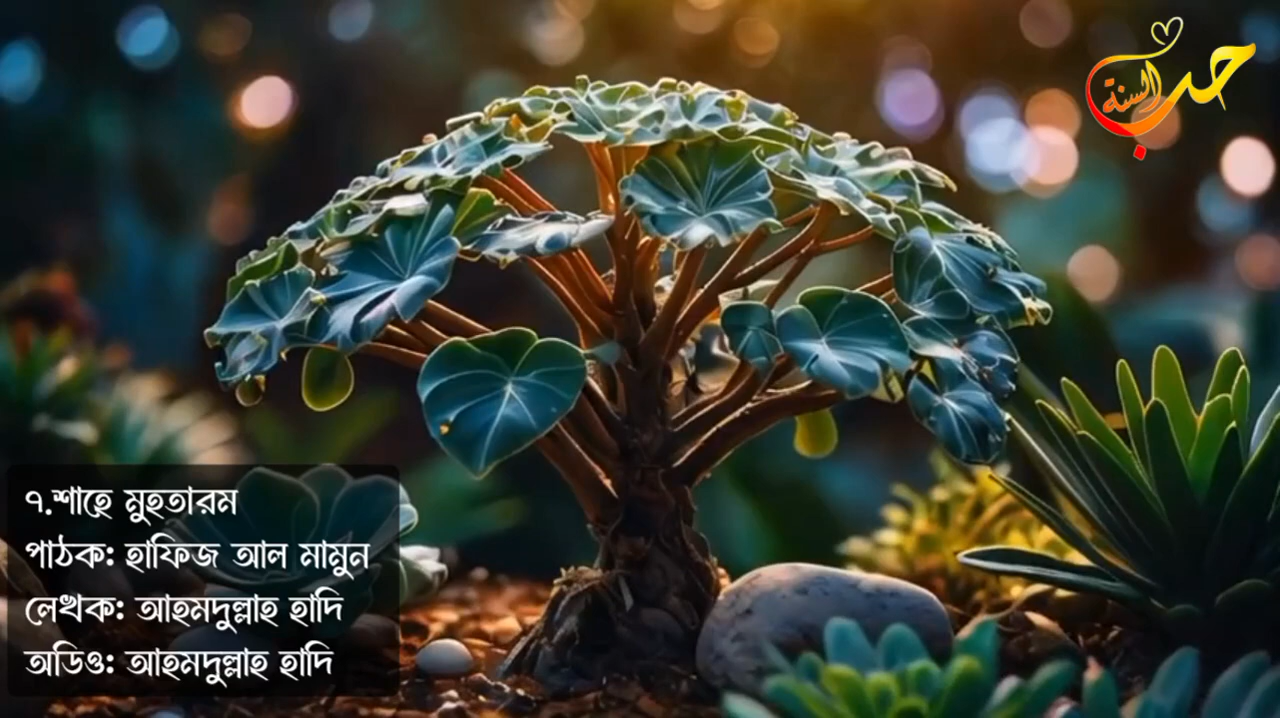 حب السنة
৭.শাহে মুহতারম
পাঠক: হাফিজ আল মামুন
লেখক: আহমদুল্লাহ হাদি
অডিও: আহমদুল্লাহ হাদি